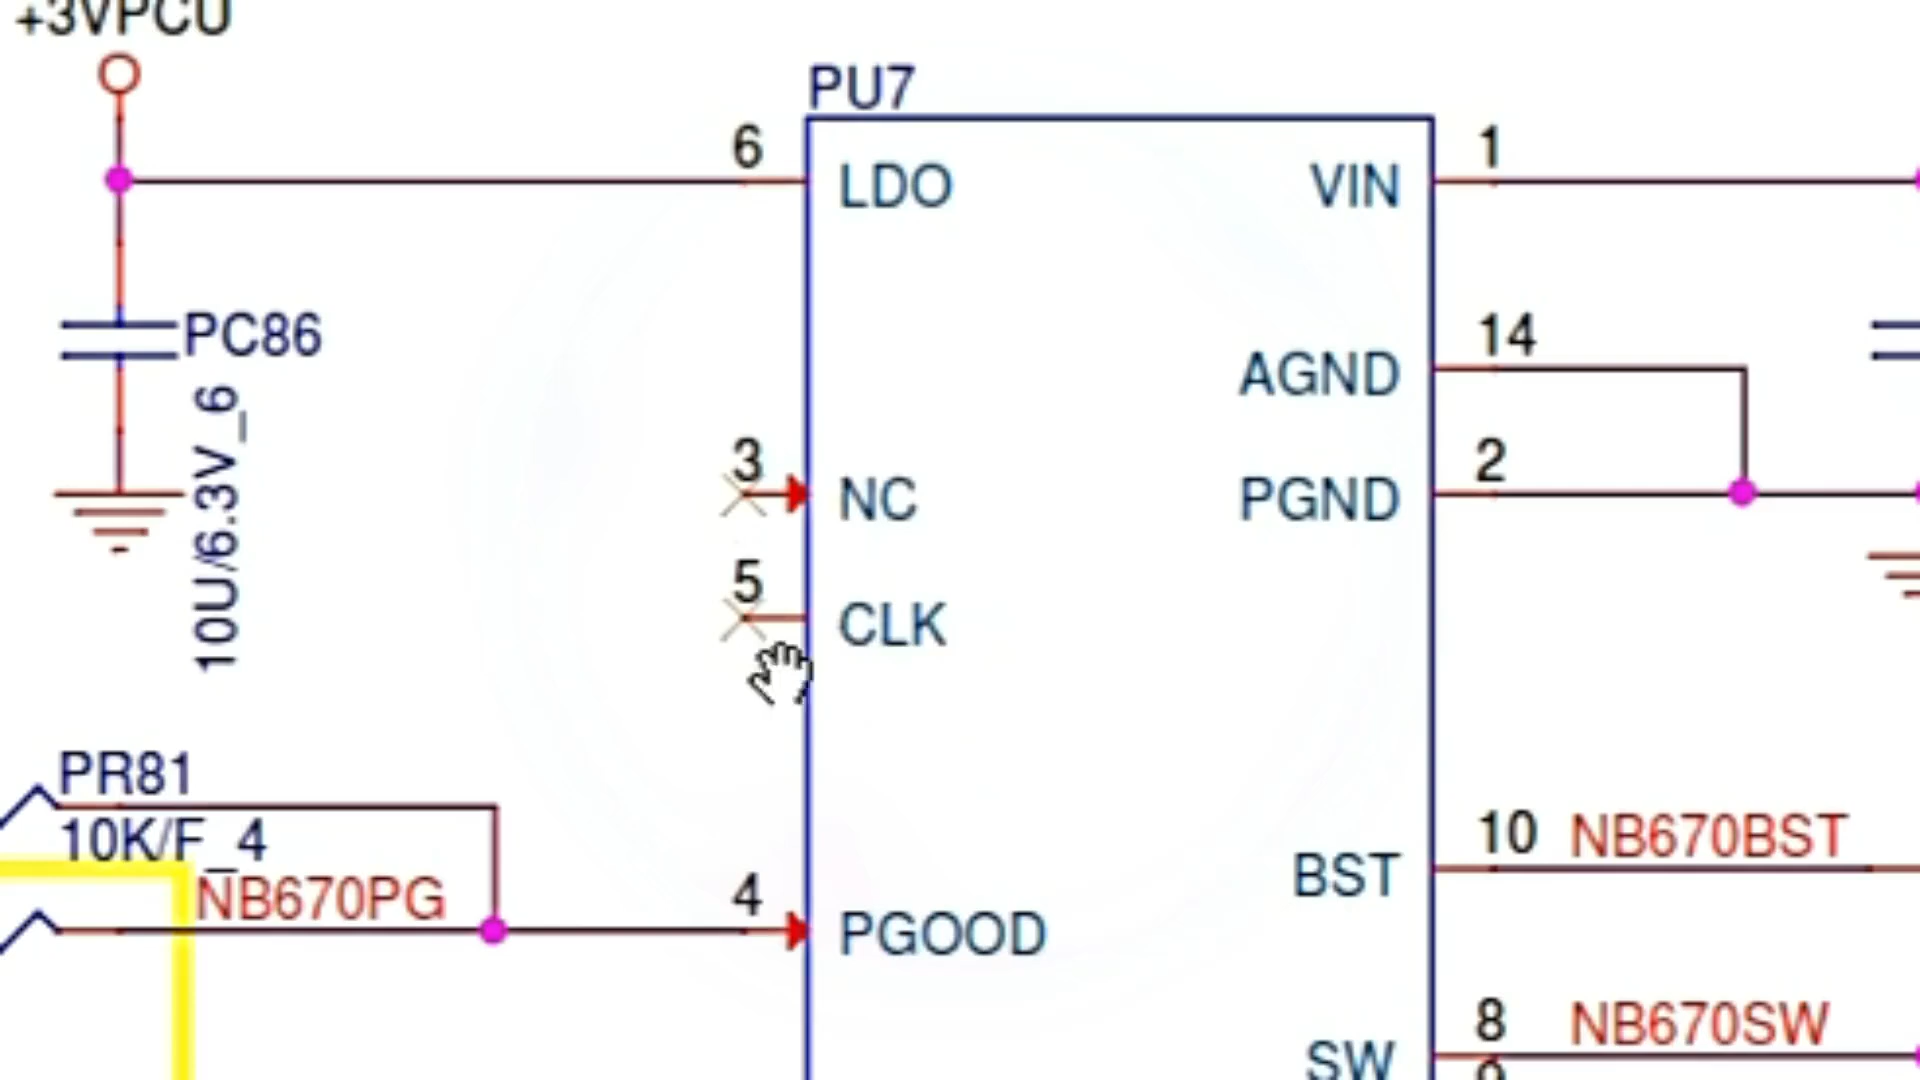 +3VPCU
PU7
6
LDO
VIN
1
PC86
10U/6.3V_6
AGND
14
3
NC
PGND
2
5
CLK
PR81
10K/F_4
NB670PG
4
PGOOD
BST
10
NB670BST
SW
8
NB670SW
9